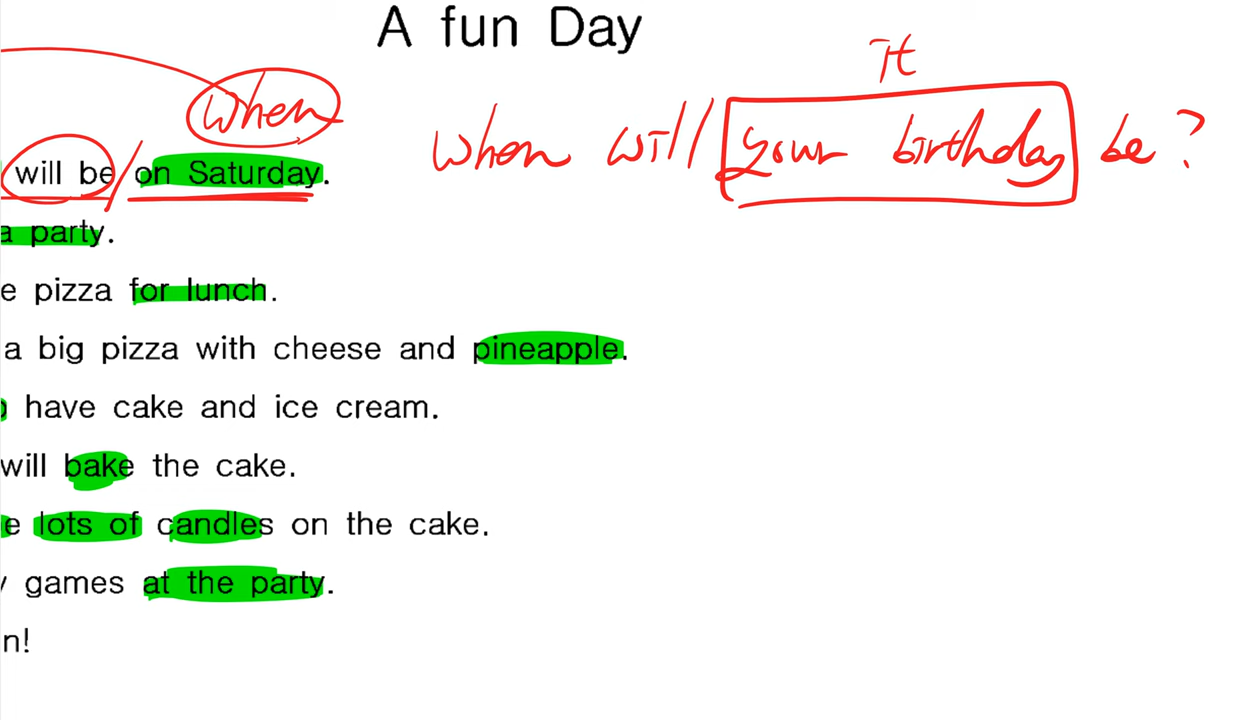 A fun Day
It
when
when will your birthday be?
will be on Saturday.
a party.
e pizza for lunch.
a big pizza with cheese and pineapple.
have cake and ice cream.
will bake the cake.
e lots of candles on the cake.
games at the party.
n!